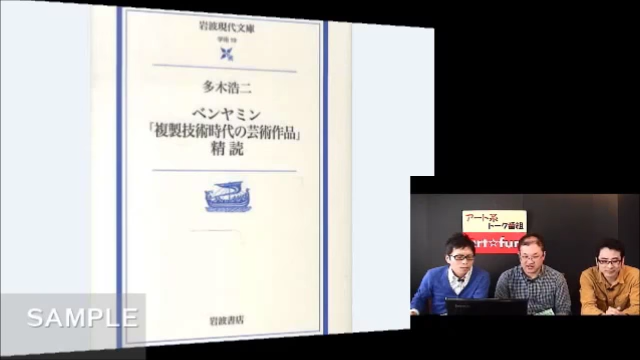 岩波現代文庫
多木浩二
ベンヤミン
「複製技術時代の芸術作品」
精読
岩波書店
アート系
トーク番組
SAMPLE